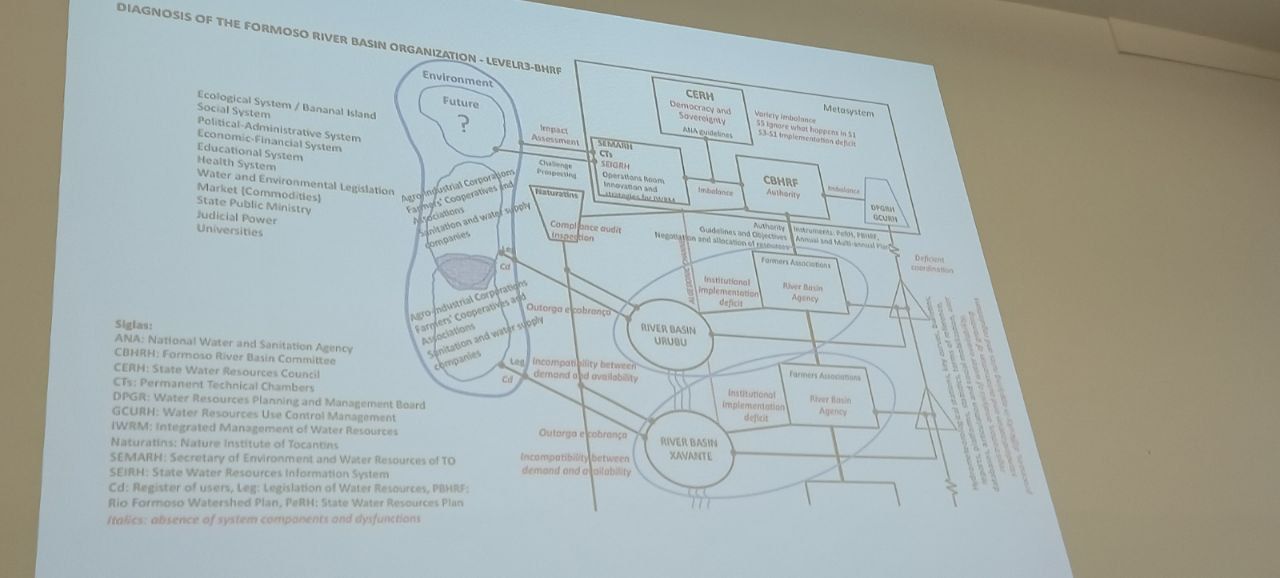 DIAGNOSIS OF THE FORMOSO RIVER BASIN ORGANIZATION - LEVELR3-BHRF
Ecological System / Bananal Island
Social System
Political-Administrative System
Economic-Financial System
Educational System
Health System
Water and Environmental Legislation
Market [Commodities]
State Public Ministry
Judicial Power
Universities
Environment
Future
?
Agro-Industrial Corporations
Farmers' Cooperatives and
Associations
Sanitation and water supply
companies
Leg
Cd
Agro-Industrial Corporations
Farmers' Cooperatives and
Associations
Sanitation and water supply
companies
Leg
Cd
Impact
Assessment
Challenge
Prospecting
Metasystem
CERH
Democracy and
Sovereignty
ANA guidelines
Variety imbalance
S5 ignore what happens in S1
S3-S1 Implementation deficit
SEMARH
CTs
SEIGRH
Operations Room
Innovation and
strategies for IWRM
Imbalance
CBHRF
Authority
Imbalance
DPGRH
GCURH
Naturatins
Compliance audit
Inspection
Authority
Guidelines and Objectives
Negotiation and allocation of resources
Instruments: PeRH, PBHRF,
Annual and Multi-annual Plan
Deficient
coordination
ALGEDONIC CHANNEL
Institutional
implementation
deficit
Farmers Associations
River Basin
Agency
Outorga e cobrança
RIVER BASIN
URUBU
Incompatibility between
demand and availability
Institutional
implementation
deficit
Farmers Associations
River Basin
Agency
Outorga e cobrança
RIVER BASIN
XAVANTE
Incompatibility between
demand and availability
Siglas:
ANA: National Water and Sanitation Agency
CBHRH: Formoso River Basin Committee
CERH: State Water Resources Council
CTs: Permanent Technical Chambers
DPGR: Water Resources Planning and Management Board
GCURH: Water Resources Use Control Management
IWRM: Integrated Management of Water Resources
Naturatins: Nature Institute of Tocantins
SEMARH: Secretary of Environment and Water Resources of TO
SEIRH: State Water Resources Information System
Cd: Register of users, Leg: Legislation of Water Resources, PBHRF:
Rio Formoso Watershed Plan, PeRH: State Water Resources Plan
Italics: absence of system components and dysfunctions